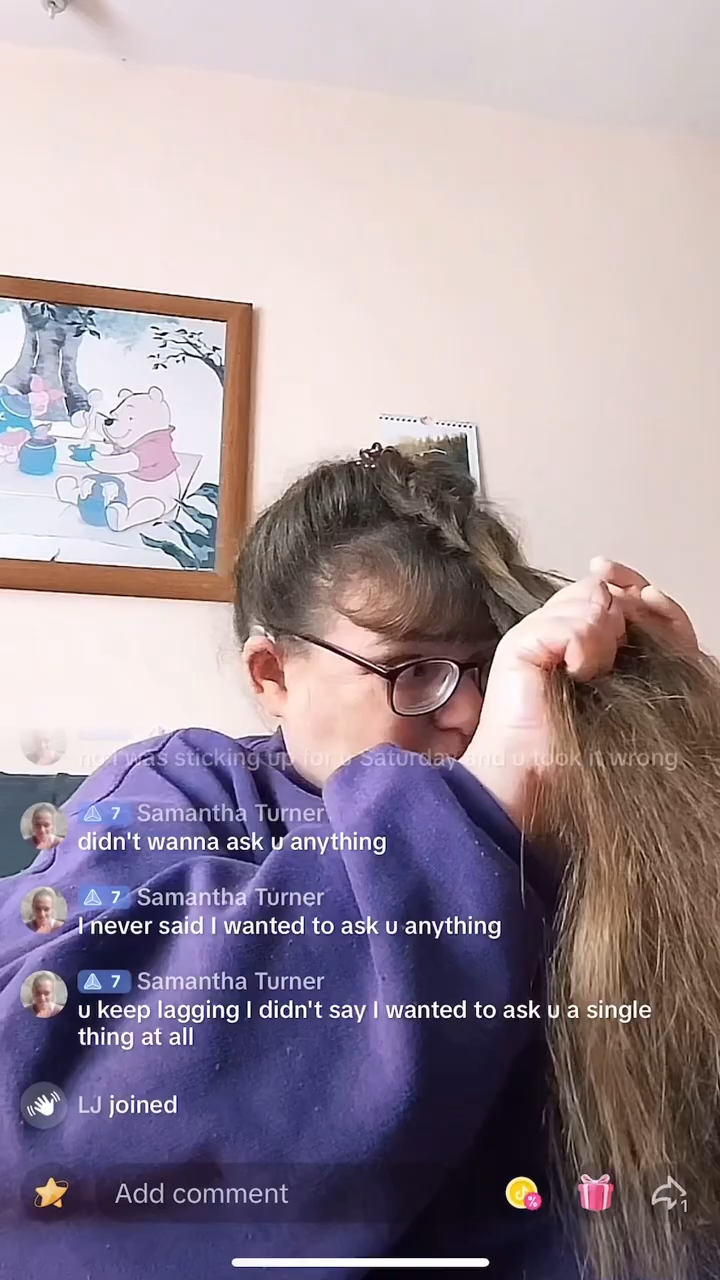 no I was sticking up for u Saturday and u took it wrong
7 Samantha Turner
didn't wanna ask u anything
7 Samantha Turner
I never said I wanted to ask u anything
7 Samantha Turner
u keep lagging I didn't say I wanted to ask u a single
thing at all
LJ joined
Add comment
1